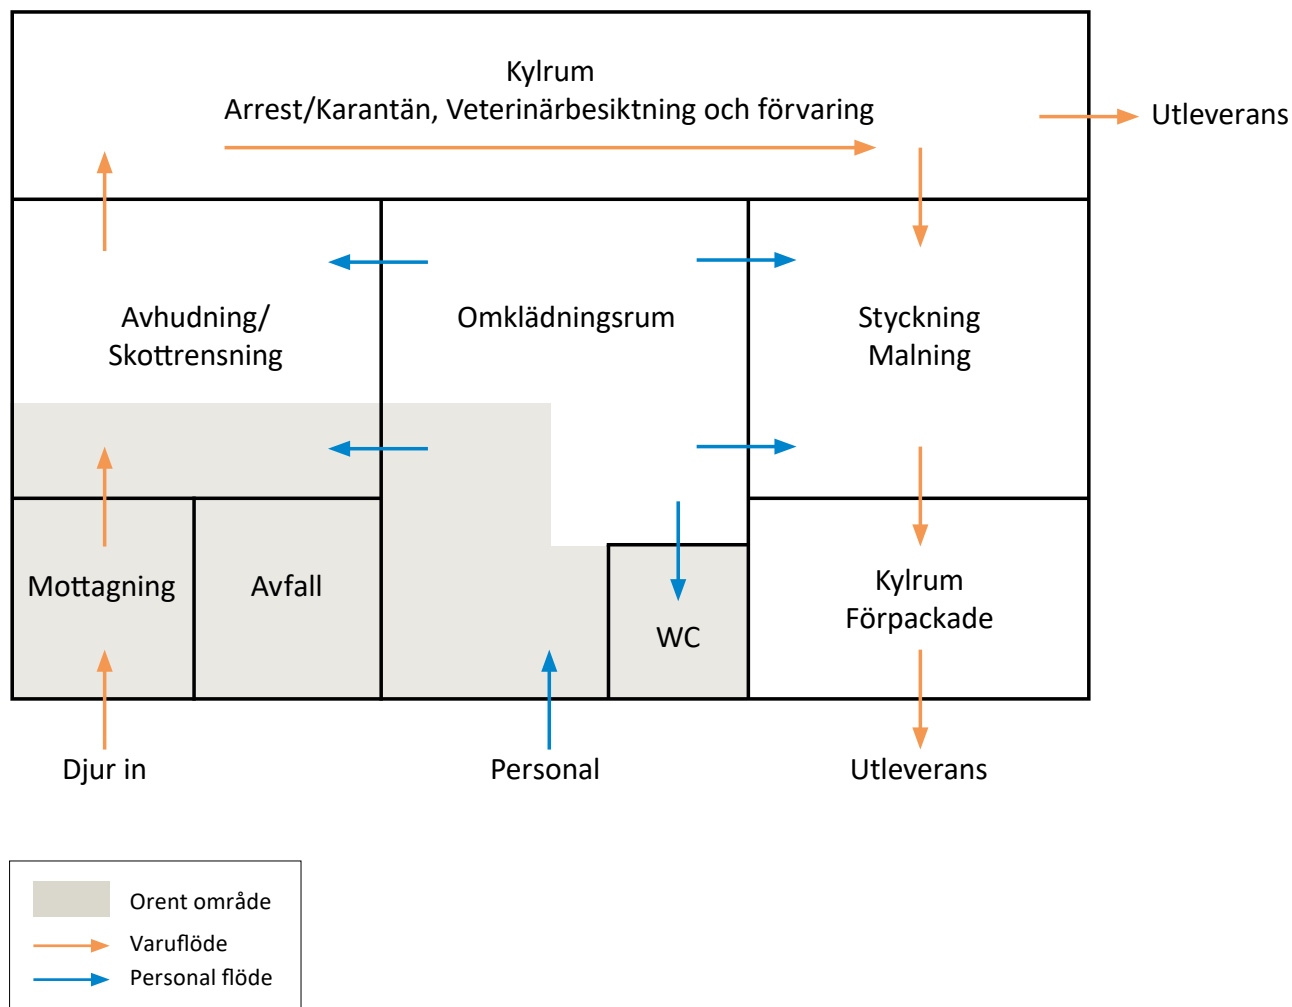 Kylrum
Arrest/Karantän, Veterinärbesiktning och förvaring
Utleverans
Avhudning/
Skottrensning
Omklädningsrum
Styckning
Malning
Mottagning
Avfall
WC
Kylrum
Förpackade
Djur in
Personal
Utleverans
Orent område
Varuflöde
Personal flöde